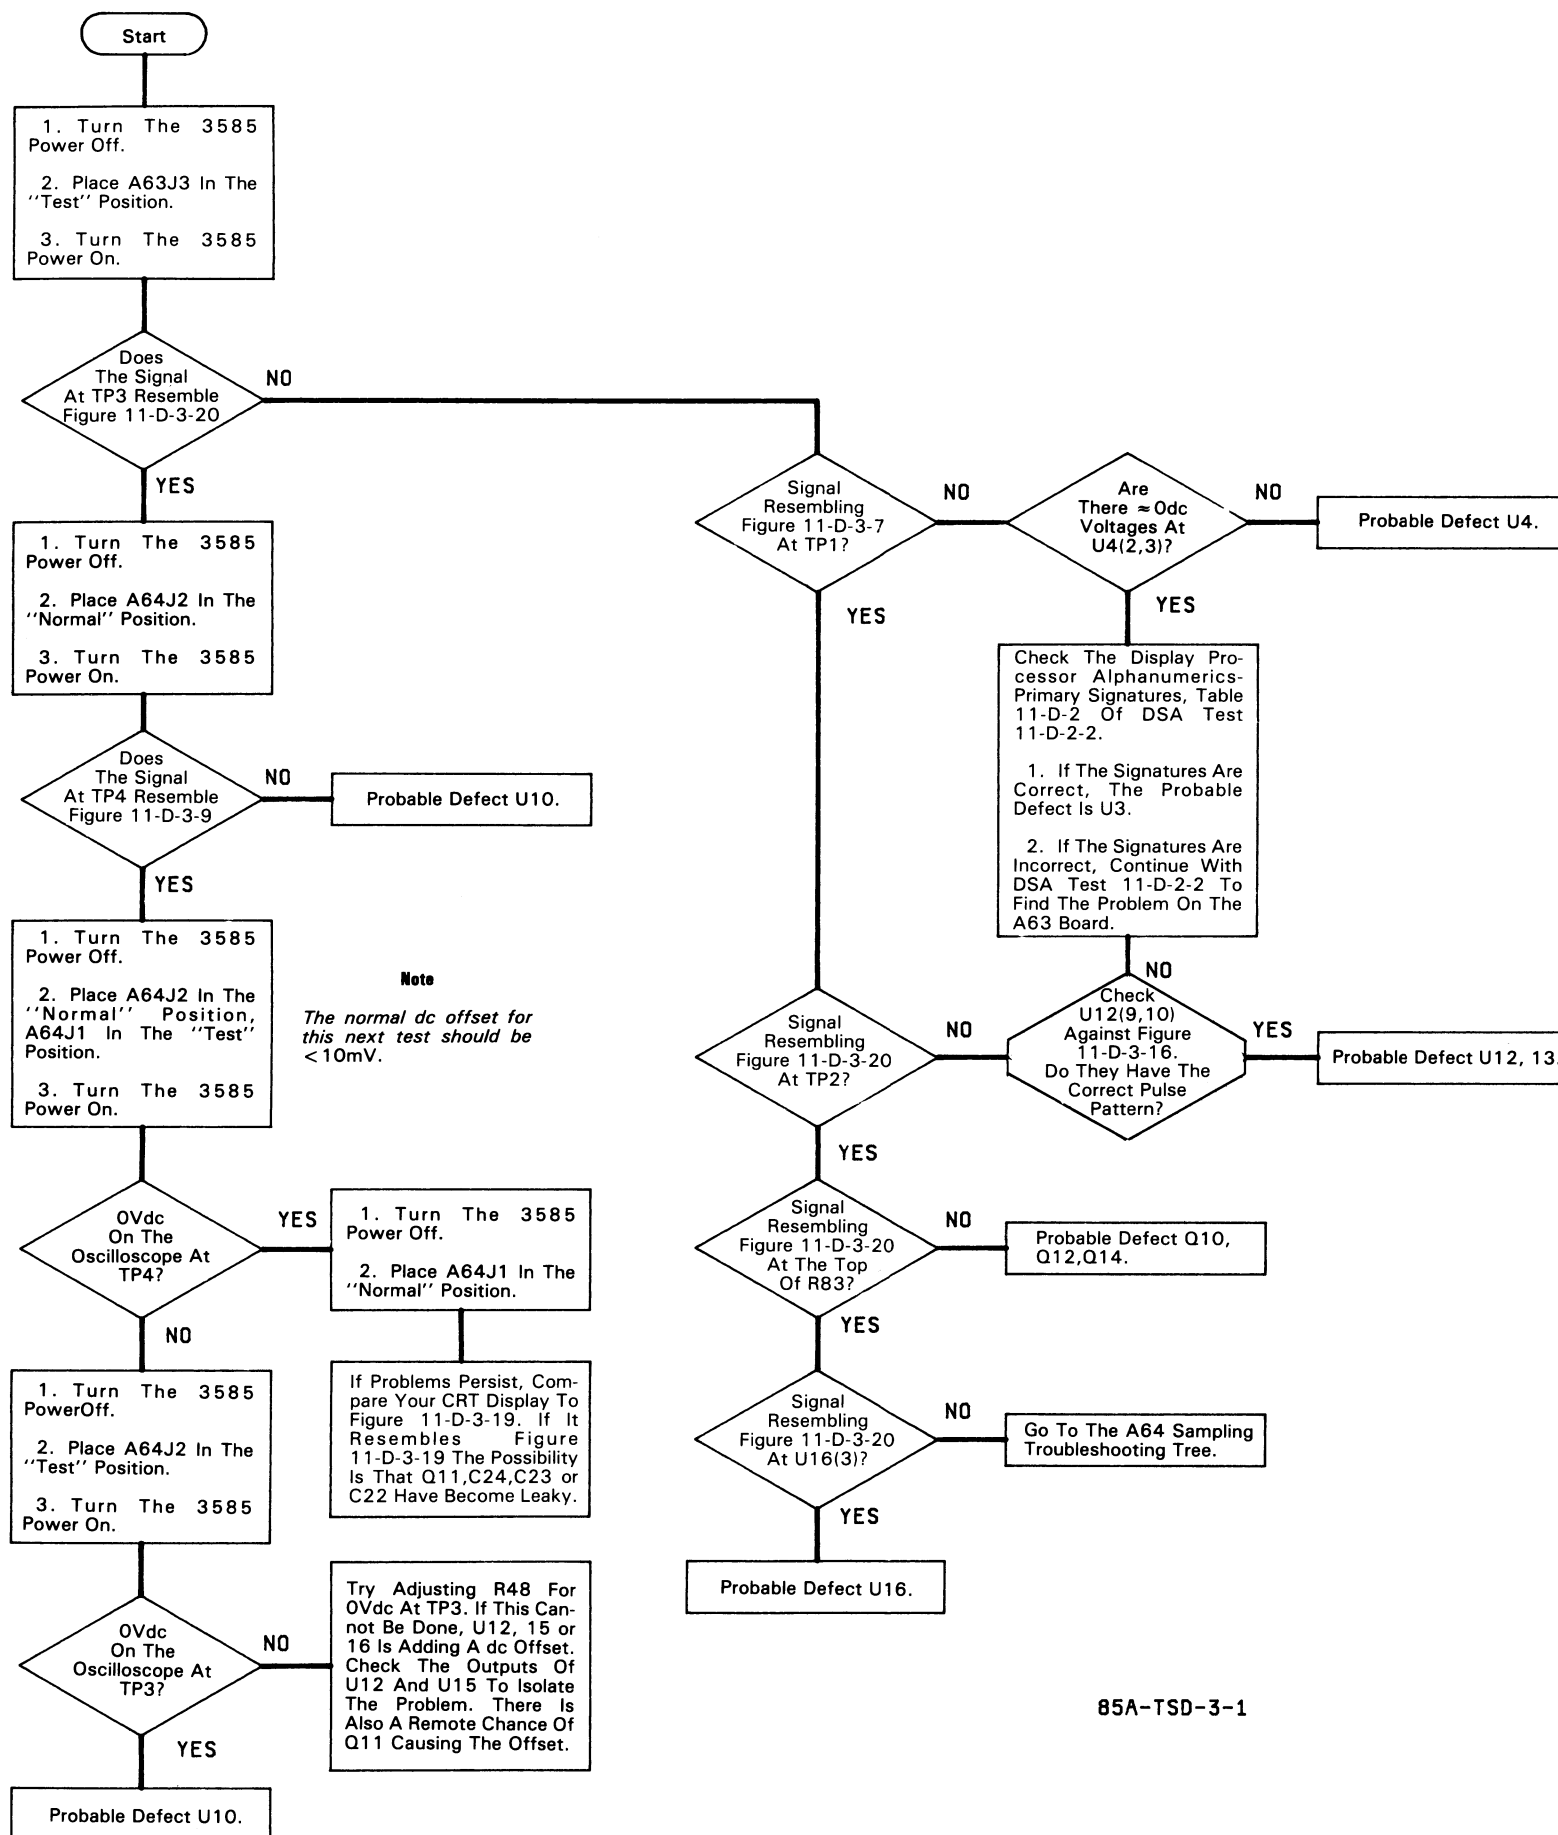 Start
1. Turn The 3585
Power Off.
2. Place A63J3 In The
''Test'' Position.
3. Turn The 3585
Power On.
Does
The Signal
At TP3 Resemble
Figure 11-D-3-20
NO
YES
1. Turn The 3585
Power Off.
2. Place A64J2 In The
''Normal'' Position.
3. Turn The 3585
Power On.
Does
The Signal
At TP4 Resemble
Figure 11-D-3-9
NO
Probable Defect U10.
YES
1. Turn The 3585
Power Off.
2. Place A64J2 In The
''Normal'' Position,
A64J1 In The ''Test''
Position.
3. Turn The 3585
Power On.
Note
The normal dc offset for
this next test should be
<10mV.
0Vdc
On The
Oscilloscope At
TP4?
YES
1. Turn The 3585
Power Off.
2. Place A64J1 In The
''Normal'' Position.
If Problems Persist, Com-
pare Your CRT Display To
Figure 11-D-3-19. If It
Resembles Figure
11-D-3-19 The Possibility
Is That Q11,C24,C23 or
C22 Have Become Leaky.
NO
1. Turn The 3585
PowerOff.
2. Place A64J2 In The
''Test'' Position.
3. Turn The 3585
Power On.
0Vdc
On The
Oscilloscope At
TP3?
NO
Try Adjusting R48 For
0Vdc At TP3. If This Can-
not Be Done, U12, 15 or
16 Is Adding A dc Offset.
Check The Outputs Of
U12 And U15 To Isolate
The Problem. There Is
Also A Remote Chance Of
Q11 Causing The Offset.
YES
Probable Defect U10.
Signal
Resembling
Figure 11-D-3-7
At TP1?
NO
Are
There ≈0dc
Voltages At
U4(2,3)?
NO
Probable Defect U4.
YES
Check The Display Pro-
cessor Alphanumerics-
Primary Signatures, Table
11-D-2 Of DSA Test
11-D-2-2.
1. If The Signatures Are
Correct, The Probable
Defect Is U3.
2. If The Signatures Are
Incorrect, Continue With
DSA Test 11-D-2-2 To
Find The Problem On The
A63 Board.
NO
YES
Signal
Resembling
Figure 11-D-3-20
At TP2?
NO
Check
U12(9,10)
Against Figure
11-D-3-16.
Do They Have The
Correct Pulse
Pattern?
YES
Probable Defect U12, 13.
YES
Signal
Resembling
Figure 11-D-3-20
At The Top
Of R83?
NO
Probable Defect Q10,
Q12,Q14.
YES
Signal
Resembling
Figure 11-D-3-20
At U16(3)?
NO
Go To The A64 Sampling
Troubleshooting Tree.
YES
Probable Defect U16.
85A-TSD-3-1